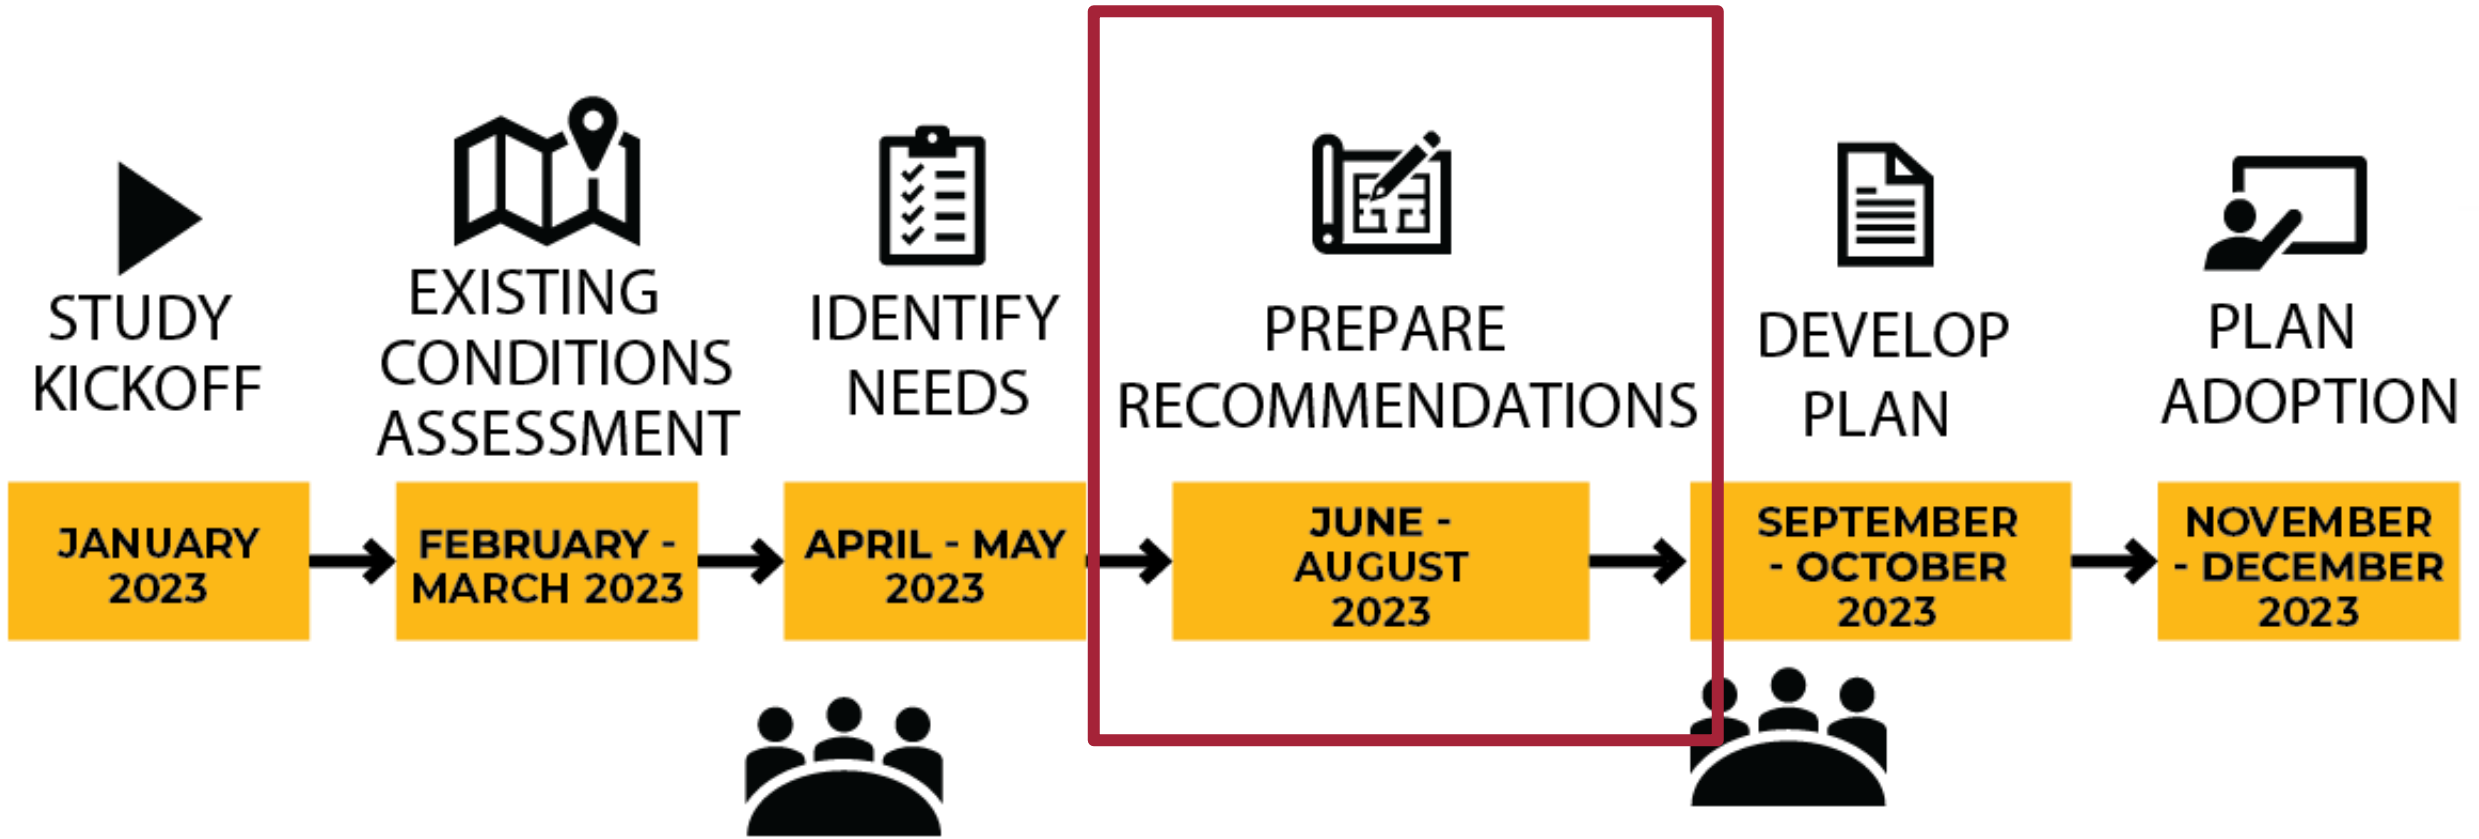 STUDY
KICKOFF
EXISTING
CONDITIONS
ASSESSMENT
IDENTIFY
NEEDS
PREPARE
RECOMMENDATIONS
DEVELOP
PLAN
PLAN
ADOPTION
JANUARY
2023
FEBRUARY -
MARCH 2023
APRIL - MAY
2023
JUNE -
AUGUST
2023
SEPTEMBER
- OCTOBER
2023
NOVEMBER
- DECEMBER
2023